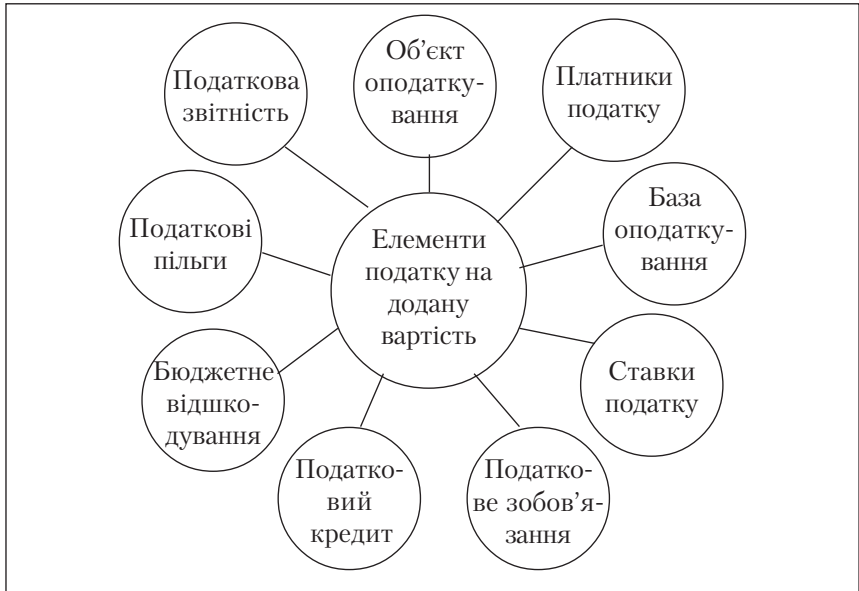 Об’єкт
оподатку-
вання
Платники
податку
База
оподатку-
вання
Ставки
податку
Податко-
ве зобов’я-
зання
Податко-
вий
кредит
Бюджетне
відшко-
дування
Податкові
пільги
Податкова
звітність
Елементи
податку на
додану
вартість